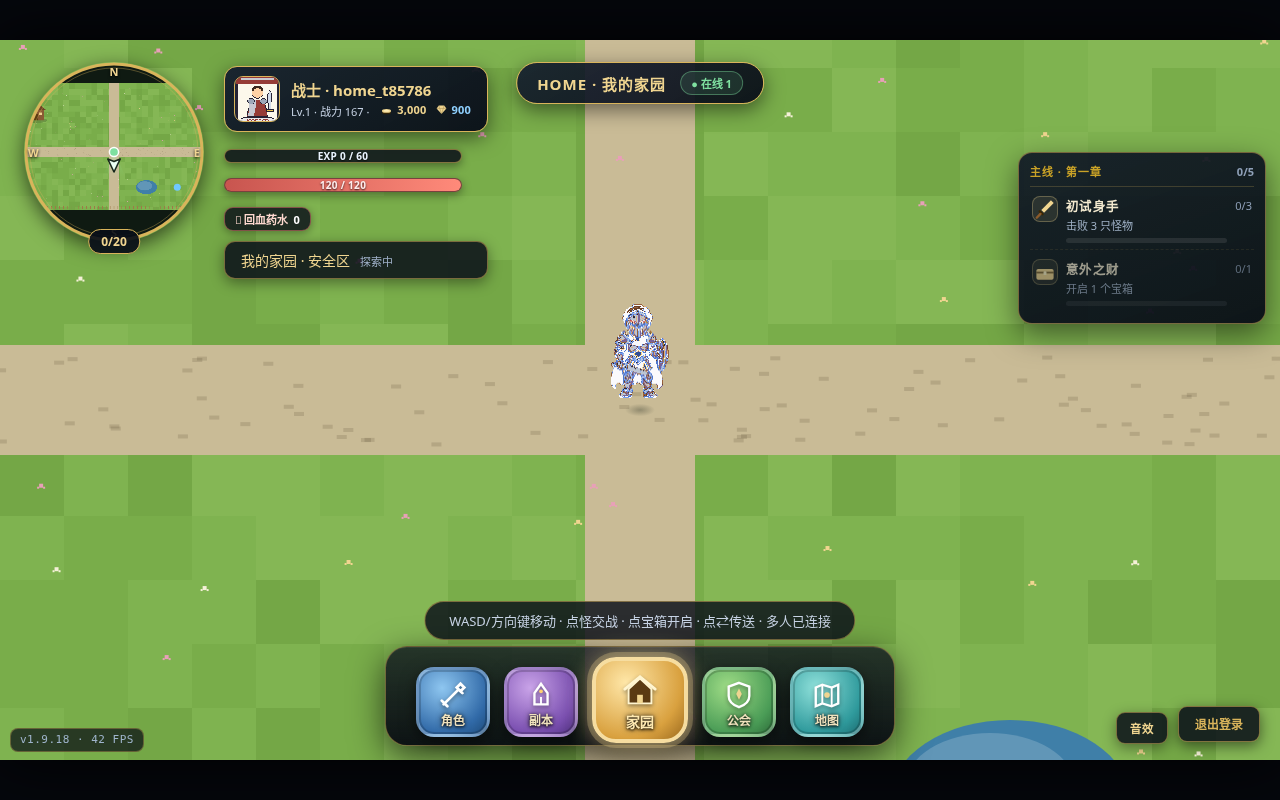 N
W
E
0/20
战士 · home_t85786
Lv.1 · 战力 167 ·
3,000
900
EXP 0 / 60
120 / 120
回血药水 0
我的家园 · 安全区 探索中
HOME · 我的家园
● 在线 1
主线 · 第一章 0/5
初试身手 0/3
击败 3 只怪物
意外之财 0/1
开启 1 个宝箱
WASD/方向键移动 · 点怪交战 · 点宝箱开启 · 点⇄传送 · 多人已连接
角色
副本
家园
公会
地图
v1.9.18 · 42 FPS
音效
退出登录